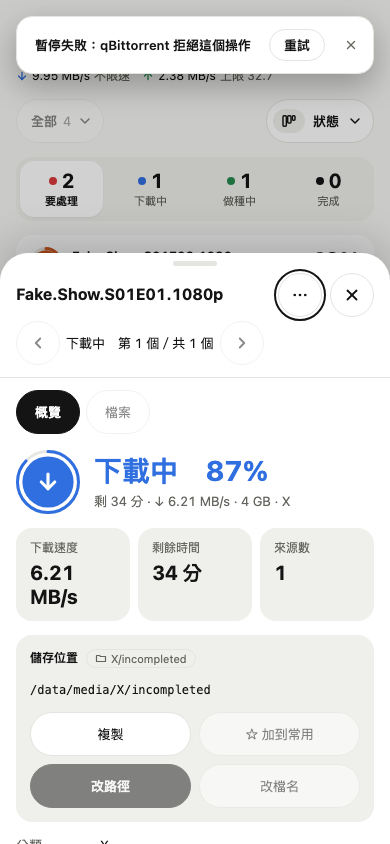 暫停失敗：qBittorrent 拒絕這個操作 重試
9.95 MB/s 不限速 2.38 MB/s 上限 32.7
全部 4 狀態
2 1 1 0
要處理 下載中 做種中 完成
Fake.Show.S01E01.1080p
下載中 第 1 個 / 共 1 個
概覽 檔案
下載中 87%
剩 34 分 · ↓ 6.21 MB/s · 4 GB · X
下載速度 剩餘時間 來源數
6.21 MB/s 34 分 1
儲存位置 X/incompleted
/data/media/X/incompleted
複製 ☆ 加到常用
改路徑 改檔名